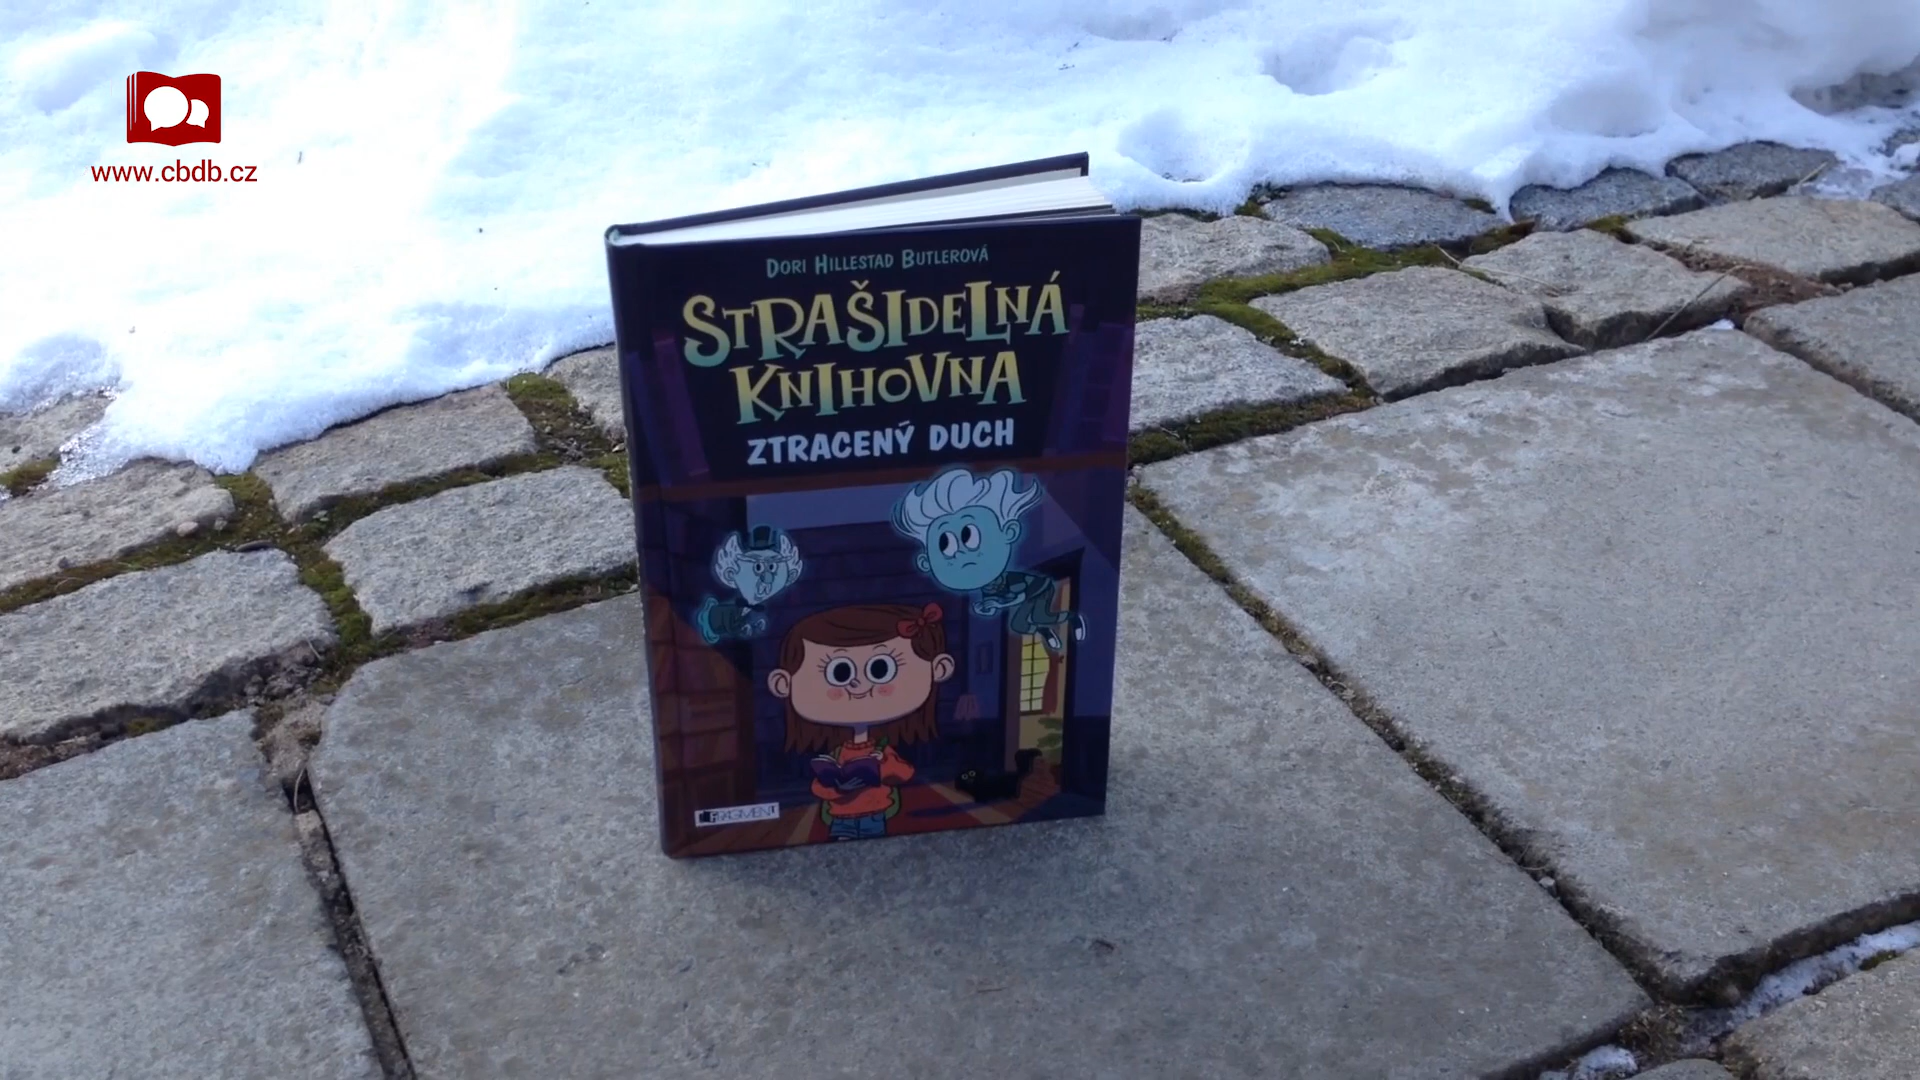 www.cbdb.cz
DORI HILLESTAD BUTLEROVÁ
STRAŠIDELNÁ
KNIHOVNA
ZTRACENÝ DUCH
FRAGMENT